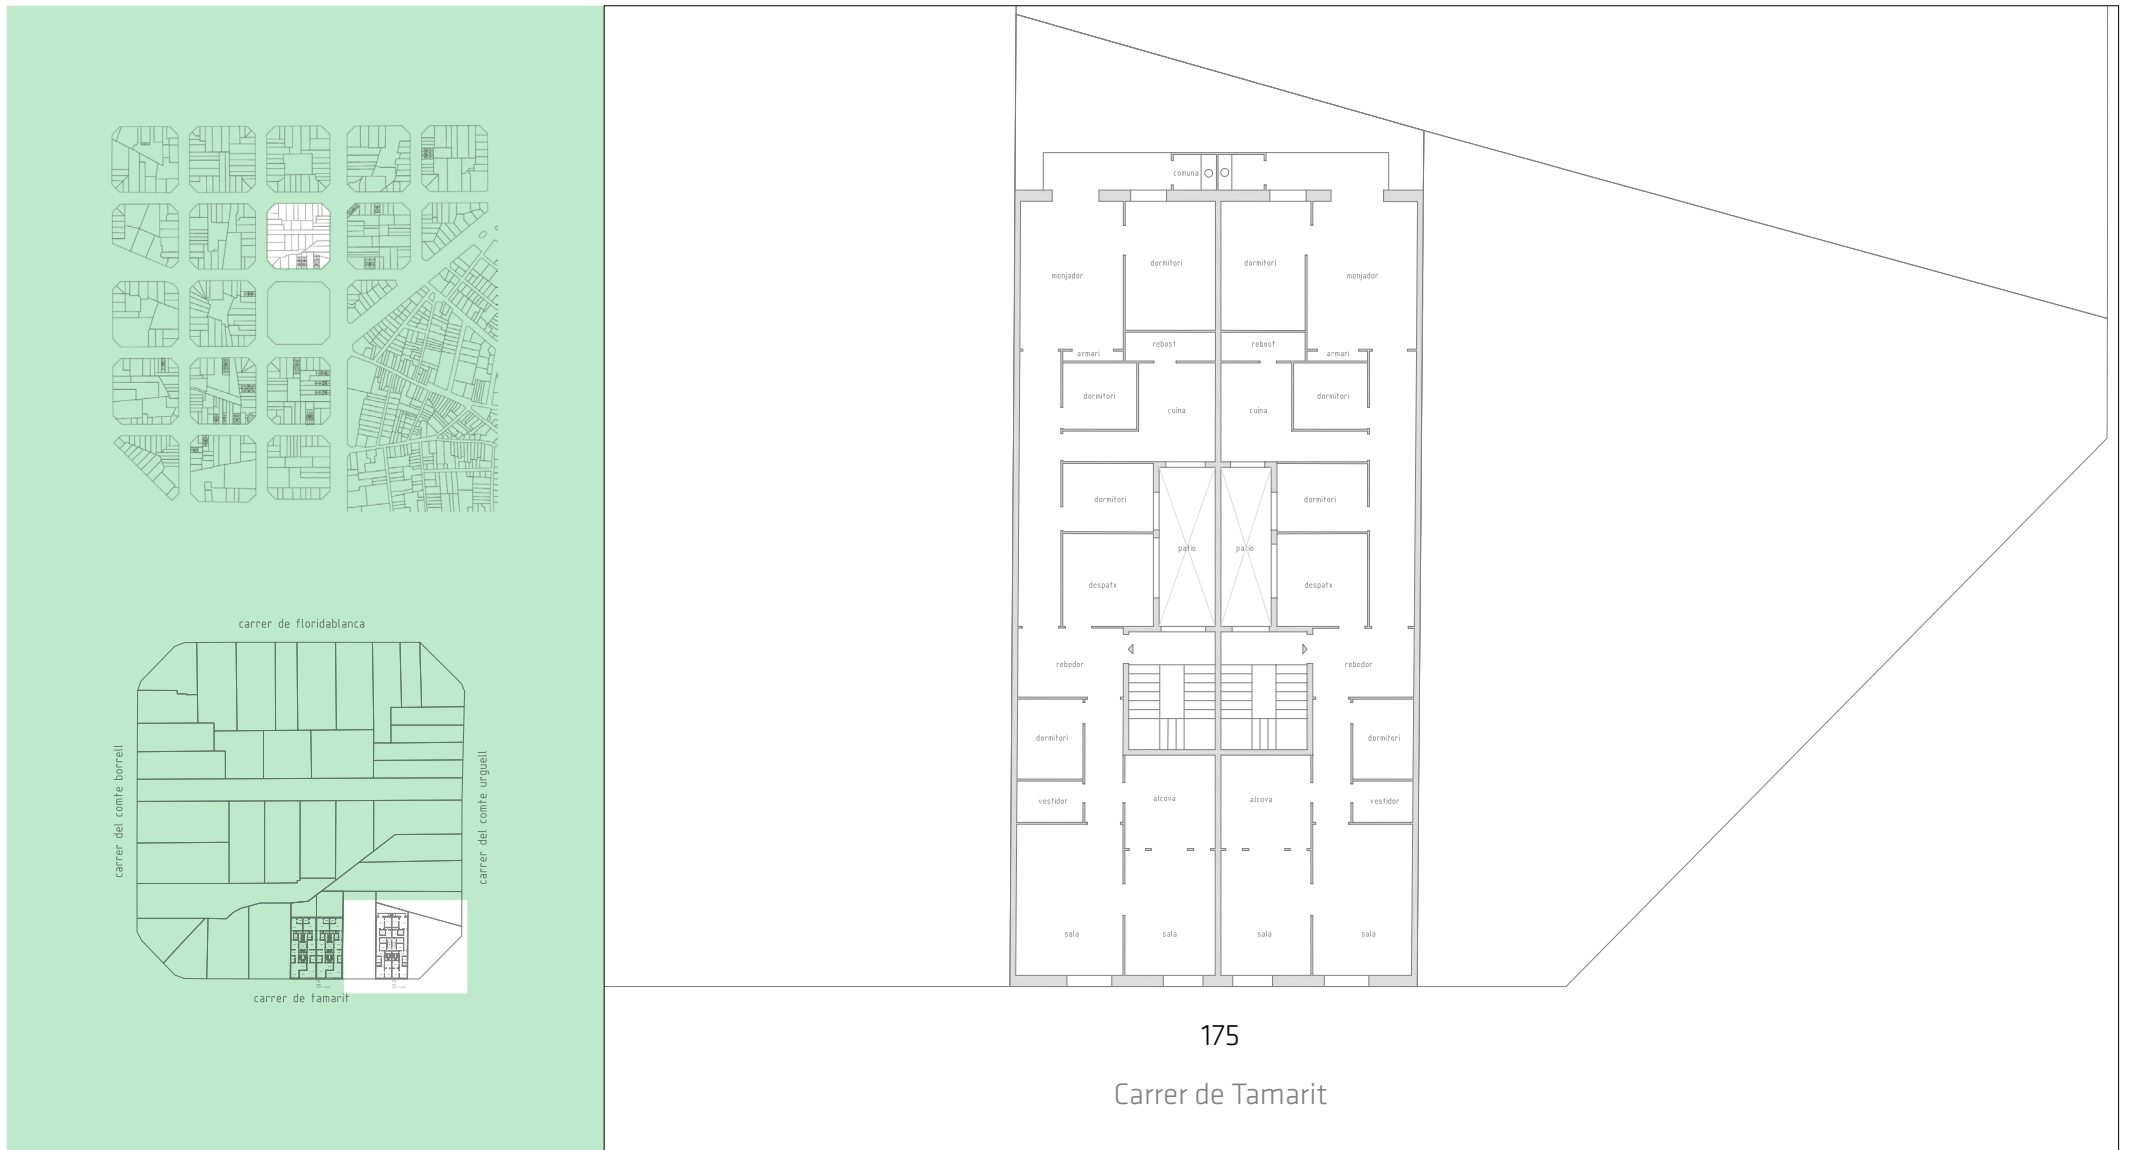 carrer de floridablanca
carrer del comte borrell
carrer del comte urguell
carrer de tamarit
comuna
dormitori
dormitori
menjador
menjador
rebost
rebost
armari
armari
dormitori
dormitori
cuina
cuina
dormitori
dormitori
patio
patio
despatx
despatx
rebedor
rebedor
dormitori
dormitori
vestidor
alcova
alcova
vestidor
sala
sala
sala
sala
175
Carrer de Tamarit